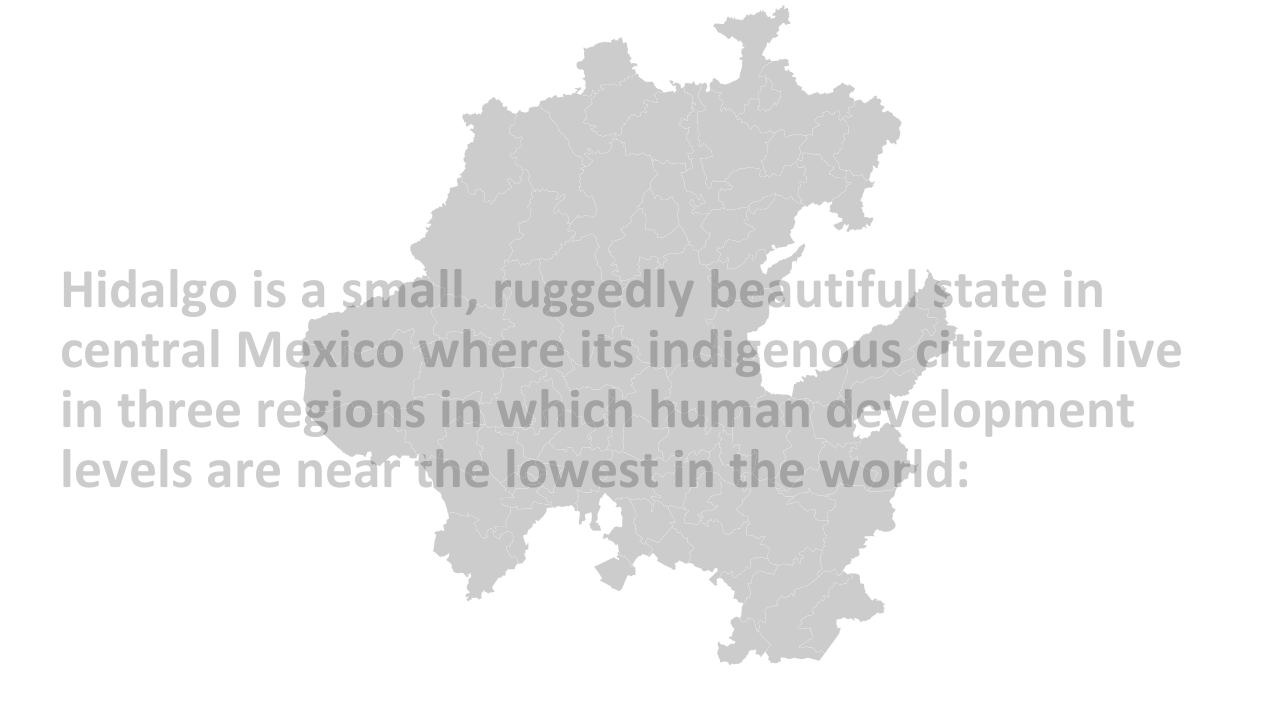 Hidalgo is a small, ruggedly beautiful state in
central Mexico where its indigenous citizens live
in three regions in which human development
levels are near the lowest in the world: